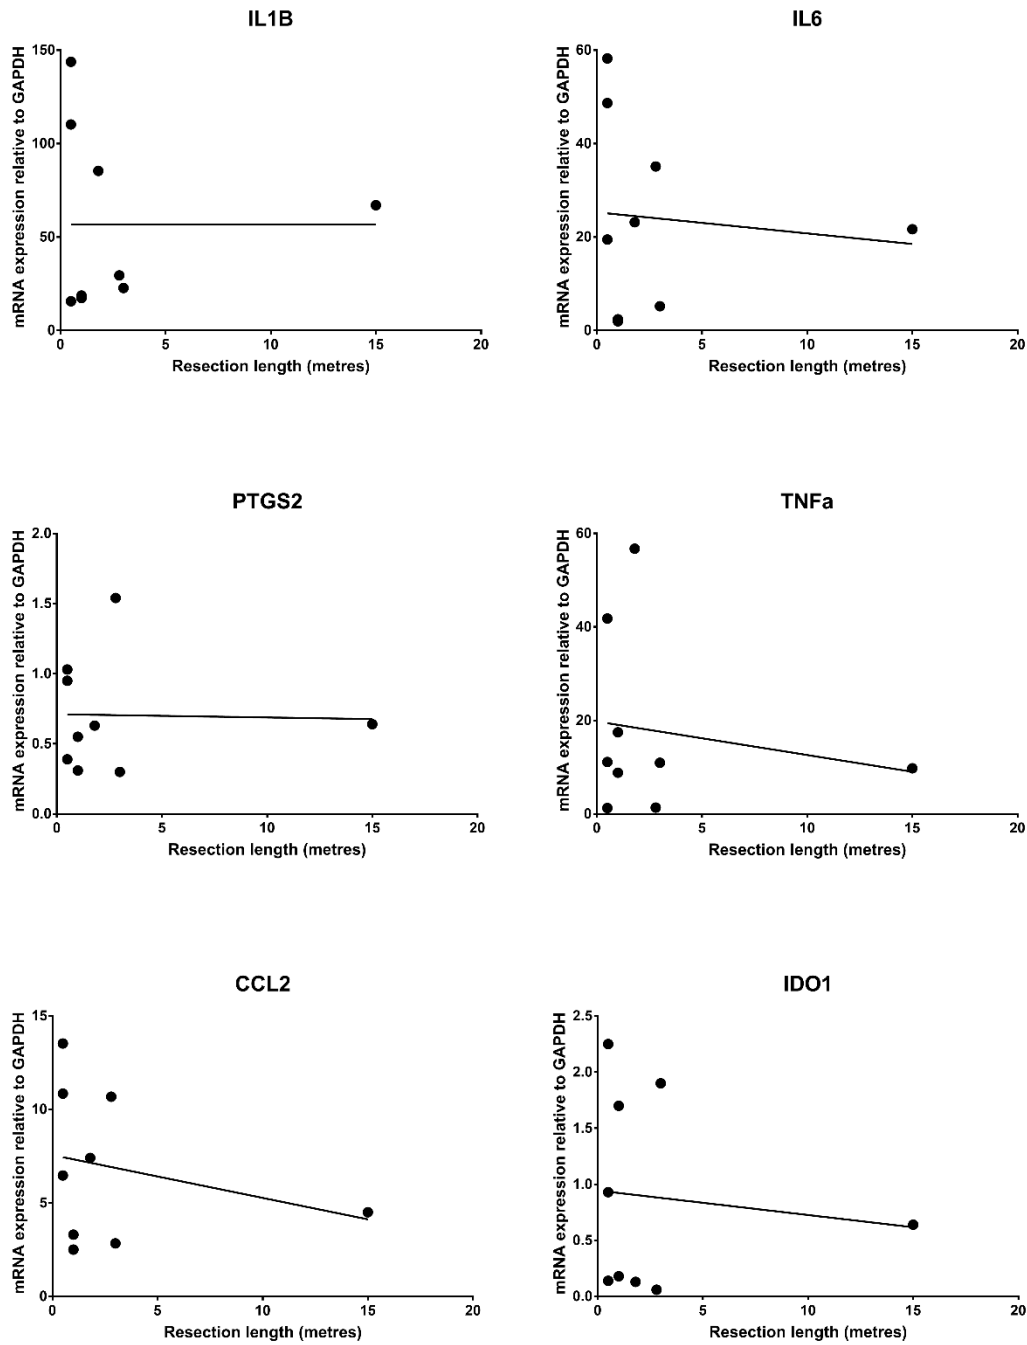 IL1B
mRNA expression relative to GAPDH
150
100
50
0
0 5 10 15 20
Resection length (metres)
IL6
mRNA expression relative to GAPDH
60
40
20
0
0 5 10 15 20
Resection length (metres)
PTGS2
mRNA expression relative to GAPDH
2.0
1.5
1.0
0.5
0.0
0 5 10 15 20
Resection length (metres)
TNFa
mRNA expression relative to GAPDH
60
40
20
0
0 5 10 15 20
Resection length (metres)
CCL2
mRNA expression relative to GAPDH
15
10
5
0
0 5 10 15 20
Resection length (metres)
IDO1
mRNA expression relative to GAPDH
2.5
2.0
1.5
1.0
0.5
0.0
0 5 10 15 20
Resection length (metres)